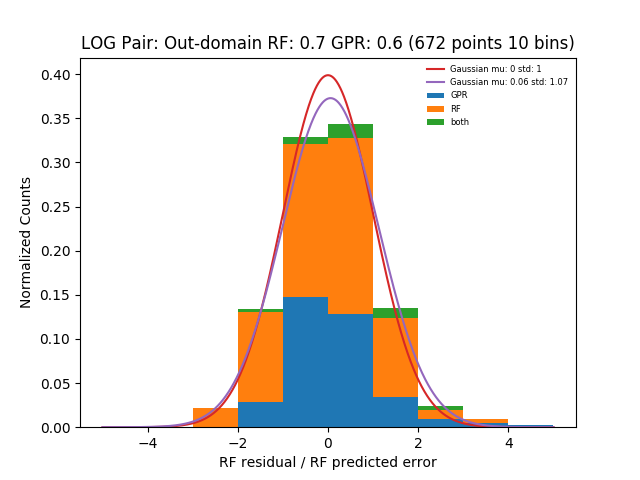 LOG Pair: Out-domain RF: 0.7 GPR: 0.6 (672 points 10 bins)
Gaussian mu: 0 std: 1
Gaussian mu: 0.06 std: 1.07
GPR
RF
both
Normalized Counts
0.40
0.35
0.30
0.25
0.20
0.15
0.10
0.05
0.00
−4
−2
0
2
4
RF residual / RF predicted error